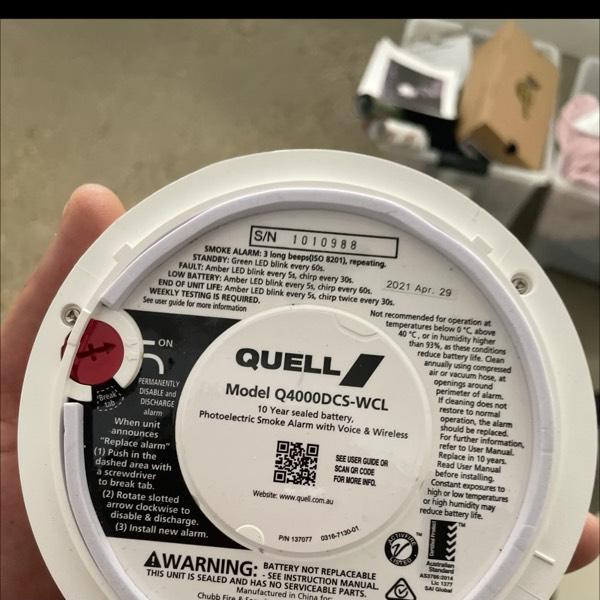 S/N 1010988
SMOKE ALARM: 3 long beeps(ISO 8201), repeating.
STANDBY: Green LED blink every 60s.
FAULT: Amber LED blink every 5s, chirp every 30s.
LOW BATTERY: Amber LED blink every 5s, chirp every 60s.
END OF UNIT LIFE: Amber LED blink every 5s, chirp twice every 30s.
WEEKLY TESTING IS REQUIRED.
See user guide for more information
2021 Apr. 29
Not recommended for operation at
temperatures below 0 °C, above
40 °C, or in humidity higher
than 93%, as these conditions
reduce battery life. Clean
annually using compressed
air or vacuum hose, at
openings around
perimeter of alarm.
If cleaning does not
restore to normal
operation, the alarm
should be replaced.
For further information,
refer User Manual.
Replace in 10 years.
Read User Manual
before installing.
Constant exposures to
high or low temperatures
or high humidity may
reduce battery life.
ON
PERMANENTLY
DISABLE and
DISCHARGE
alarm
"Break"
tab
When unit
announces
"Replace alarm"
(1) Push in the
dashed area with
a screwdriver
to break tab.
(2) Rotate slotted
arrow clockwise to
disable & discharge.
(3) Install new alarm.
QUELL
Model Q4000DCS-WCL
10 Year sealed battery,
Photoelectric Smoke Alarm with Voice & Wireless
SEE USER GUIDE OR
SCAN QR CODE
FOR MORE INFO.
Website: www.quell.com.au
P/N 137077 0316-7130-01
WARNING: BATTERY NOT REPLACEABLE
- SEE INSTRUCTION MANUAL.
THIS UNIT IS SEALED AND HAS NO SERVICEABLE PARTS.
Manufactured in China for
Chubb Fire &
ACTIVFIRE
Certified Product
Australian
Standard
AS3786:2014
Lic 1377
SAI Global